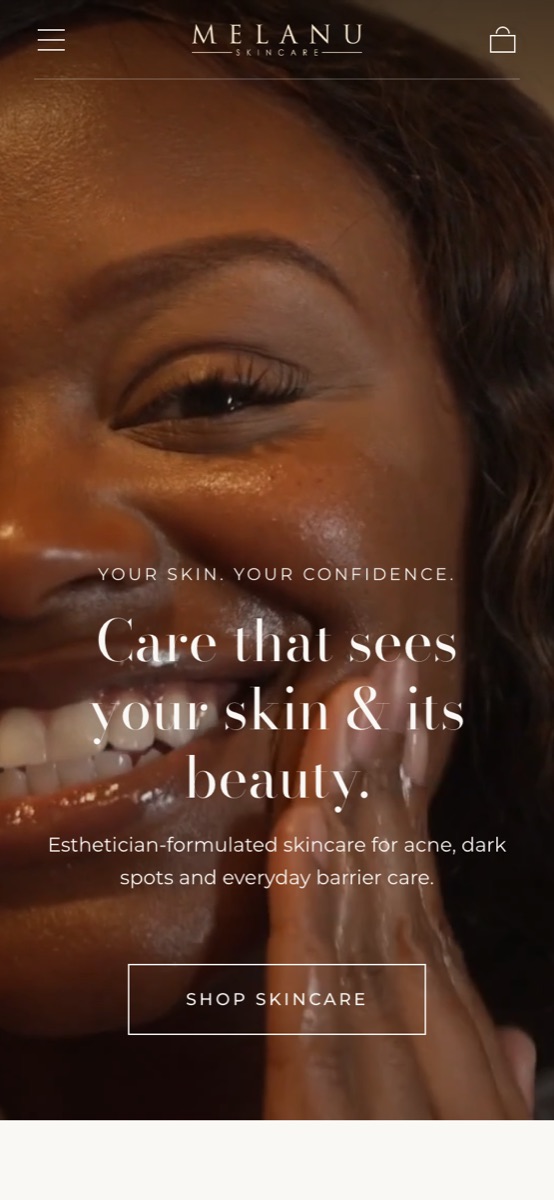 MELANU
SKINCARE
YOUR SKIN. YOUR CONFIDENCE.
Care that sees
your skin & its
beauty.
Esthetician-formulated skincare for acne, dark
spots and everyday barrier care.
SHOP SKINCARE